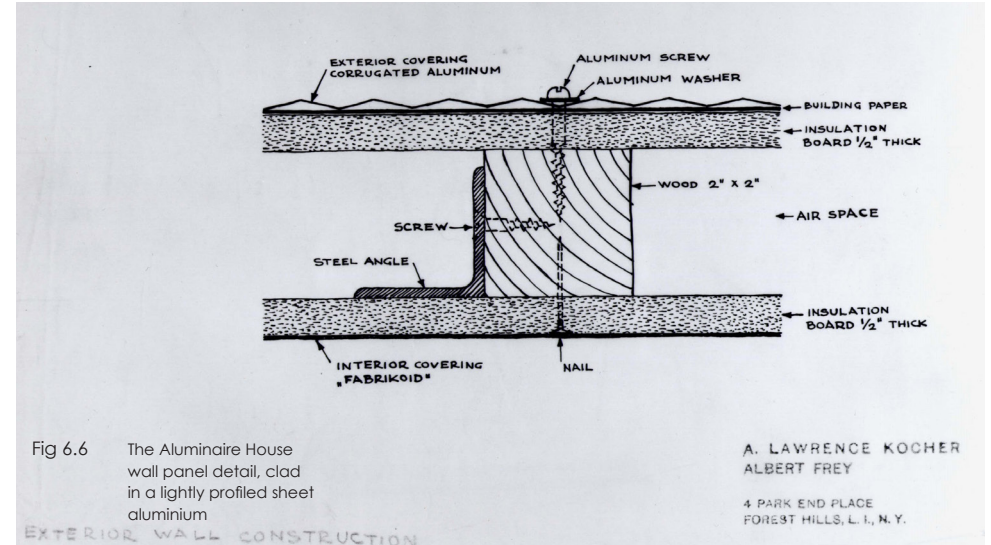 EXTERIOR COVERING
CORRUGATED ALUMINUM
ALUMINUM SCREW
ALUMINUM WASHER
BUILDING PAPER
INSULATION
BOARD 1/2" THICK
WOOD 2" X 2"
AIR SPACE
SCREW
STEEL ANGLE
INSULATION
BOARD 1/2" THICK
INTERIOR COVERING
"FABRIKOID"
NAIL
Fig 6.6
The Aluminaire House
wall panel detail, clad
in a lightly profiled sheet
aluminium
A. LAWRENCE KOCHER
ALBERT FREY
4 PARK END PLACE
FOREST HILLS, L. I., N. Y.
EXTERIOR WALL CONSTRUCTION